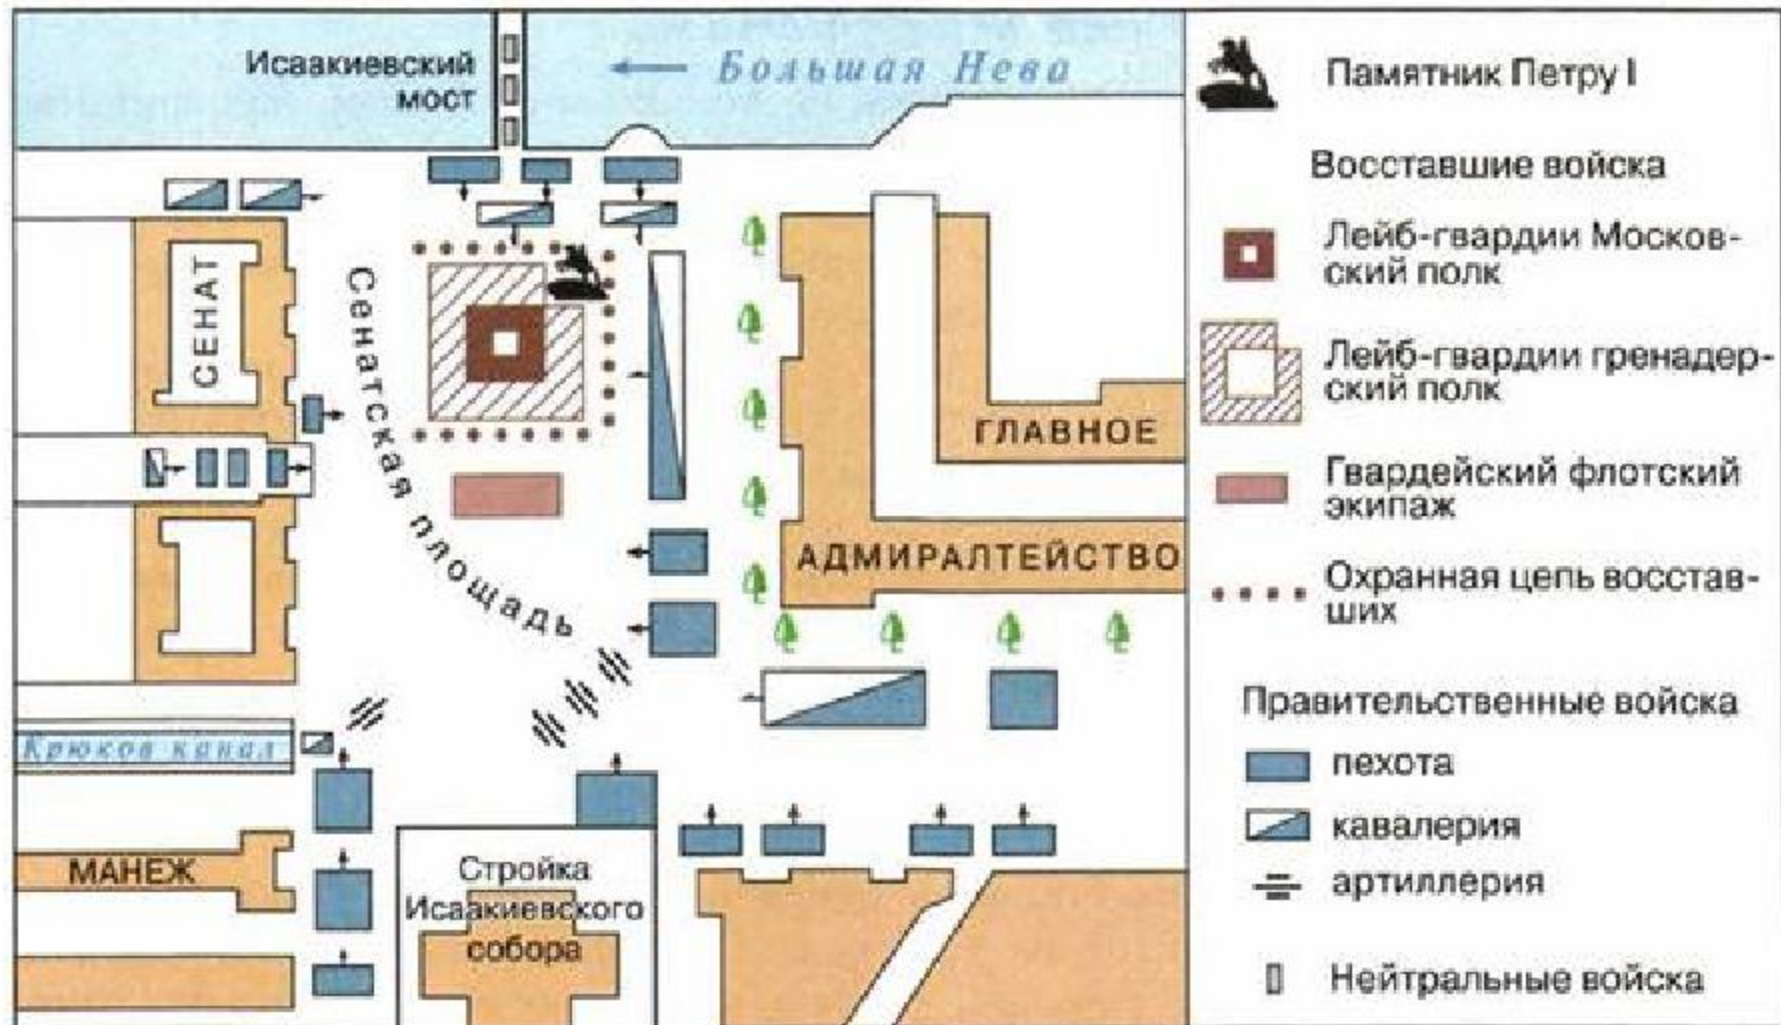 Исаакиевский
мост
Большая Нева
СЕНАТ
Сенатская площадь
ГЛАВНОЕ
АДМИРАЛТЕЙСТВО
Крюков канал
МАНЕЖ
Стройка
Исаакиевского
собора
Памятник Петру I
Восставшие войска
Лейб-гвардии Москов-
ский полк
Лейб-гвардии гренадер-
ский полк
Гвардейский флотский
экипаж
Охранная цепь восстав-
ших
Правительственные войска
пехота
кавалерия
артиллерия
Нейтральные войска